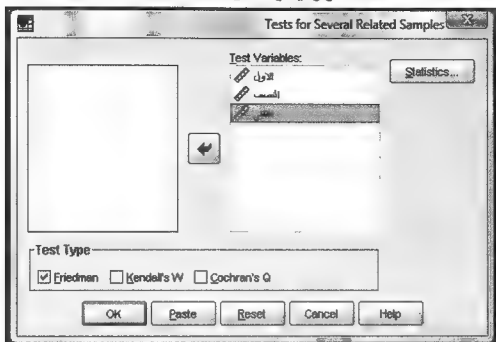 Tests for Several Related Samples
Test Variables:
الاول
Statistics...
Test Type
Friedman
Kendall's W
Cochran's Q
OK
Paste
Reset
Cancel
Help